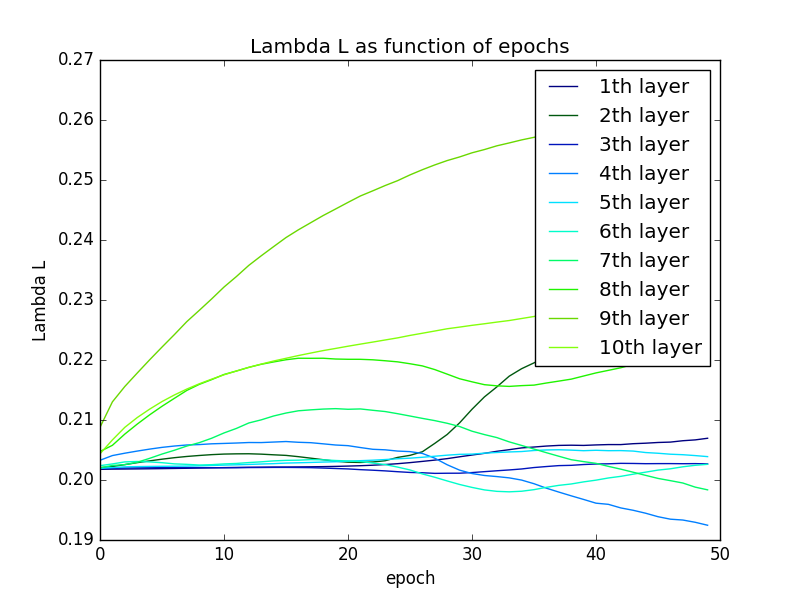 Lambda L as function of epochs
0.27
0.26
0.25
0.24
0.23
0.22
0.21
0.20
0.19
Lambda L
1th layer
2th layer
3th layer
4th layer
5th layer
6th layer
7th layer
8th layer
9th layer
10th layer
0 10 20 30 40 50
epoch